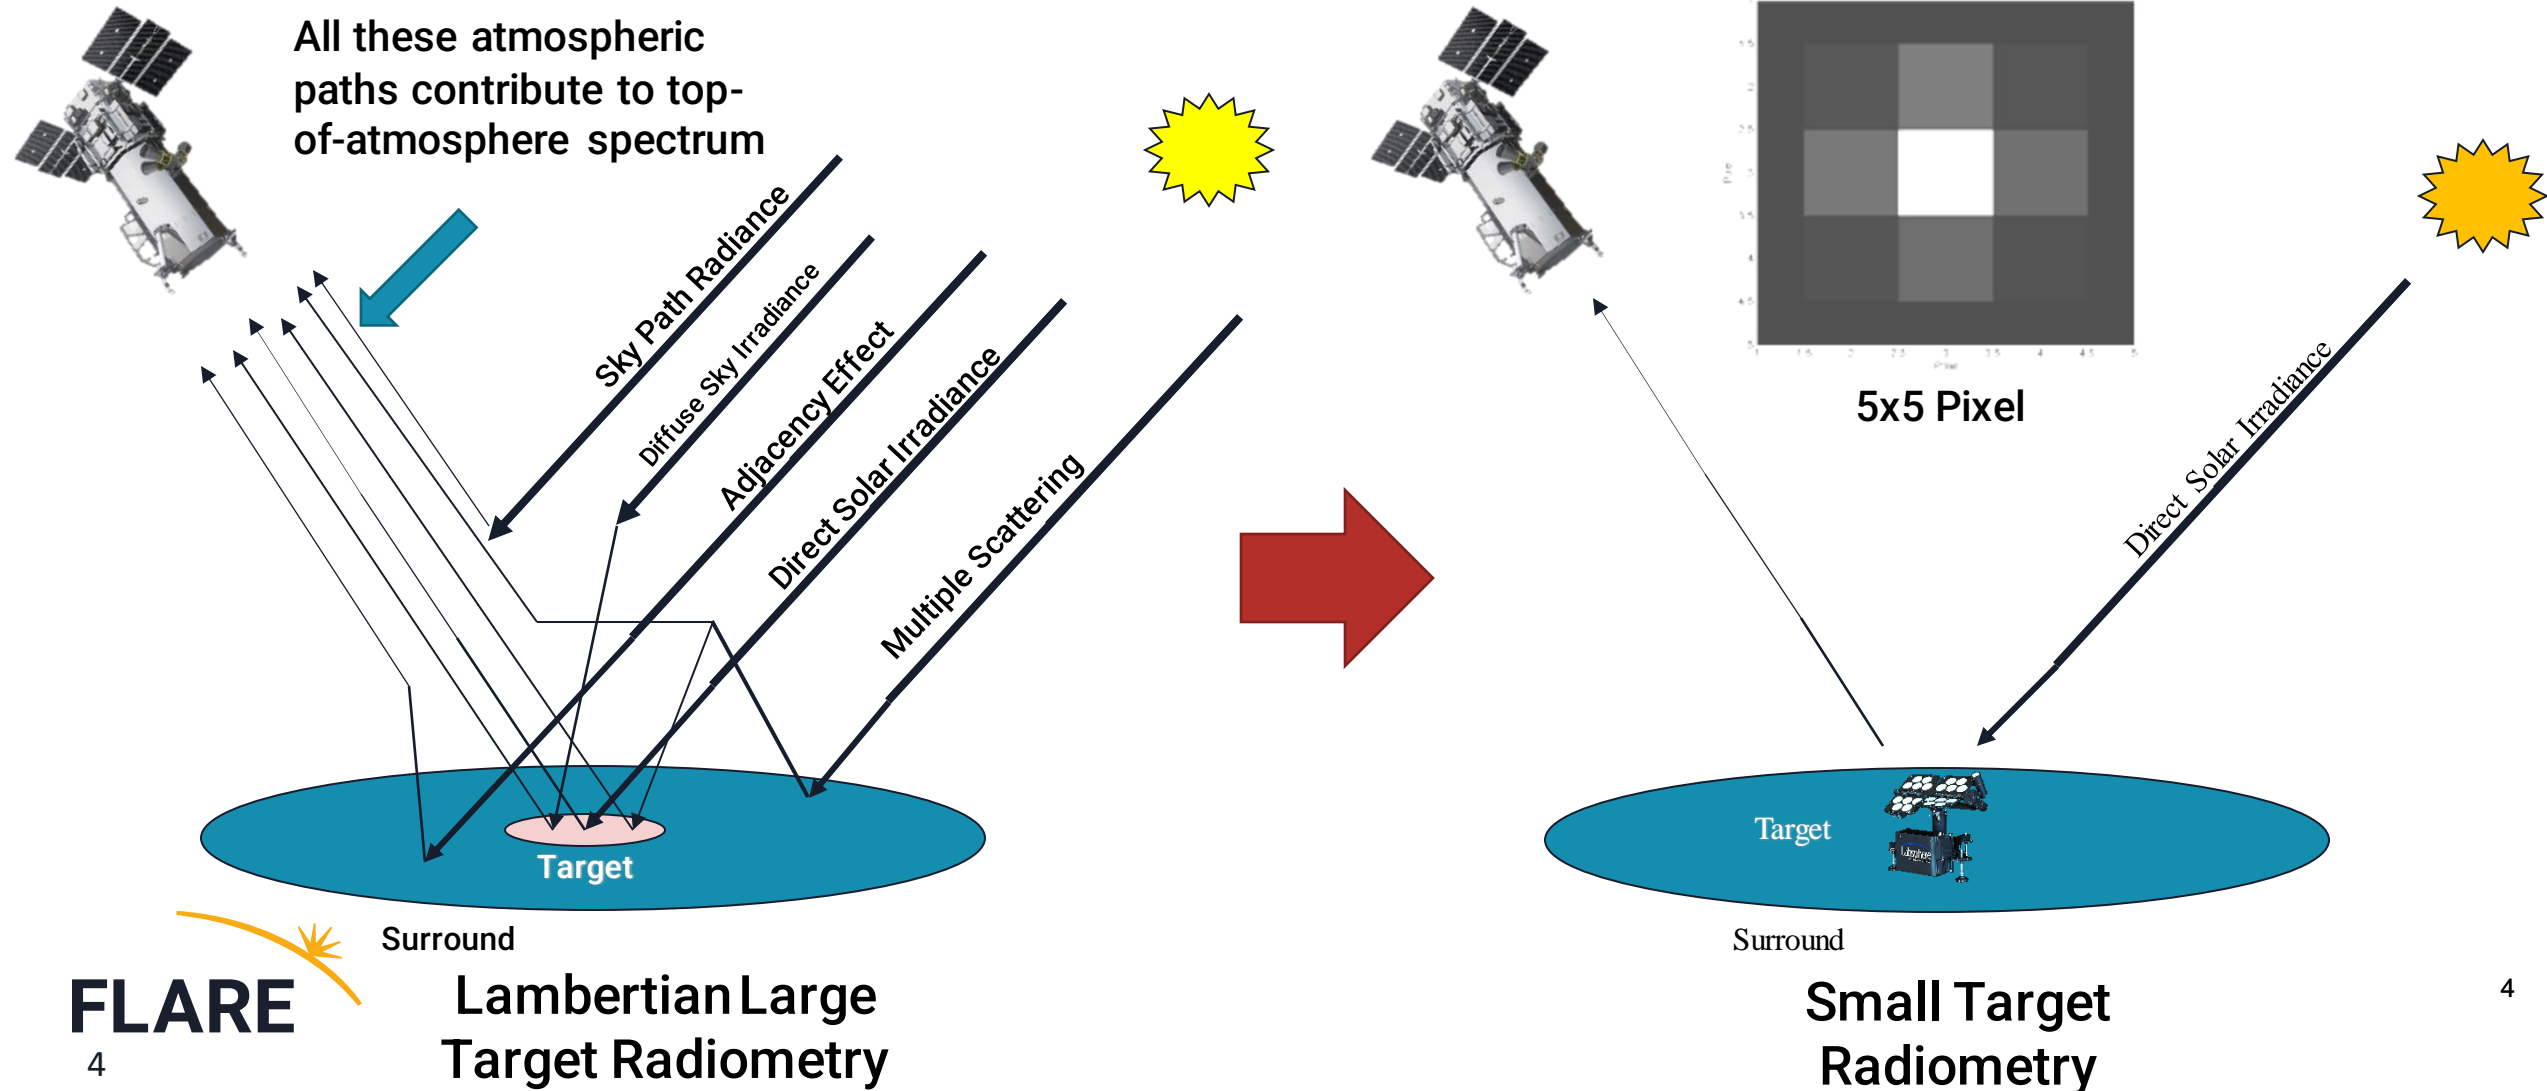 All these atmospheric
paths contribute to top-
of-atmosphere spectrum
Sky Path Radiance
Diffuse Sky Irradiance
Adjacency Effect
Direct Solar Irradiance
Multiple Scattering
Target
Surround
Lambertian Large
Target Radiometry
FLARE
4
5x5 Pixel
Direct Solar Irradiance
Target
Labsphere
Surround
Small Target
Radiometry
4